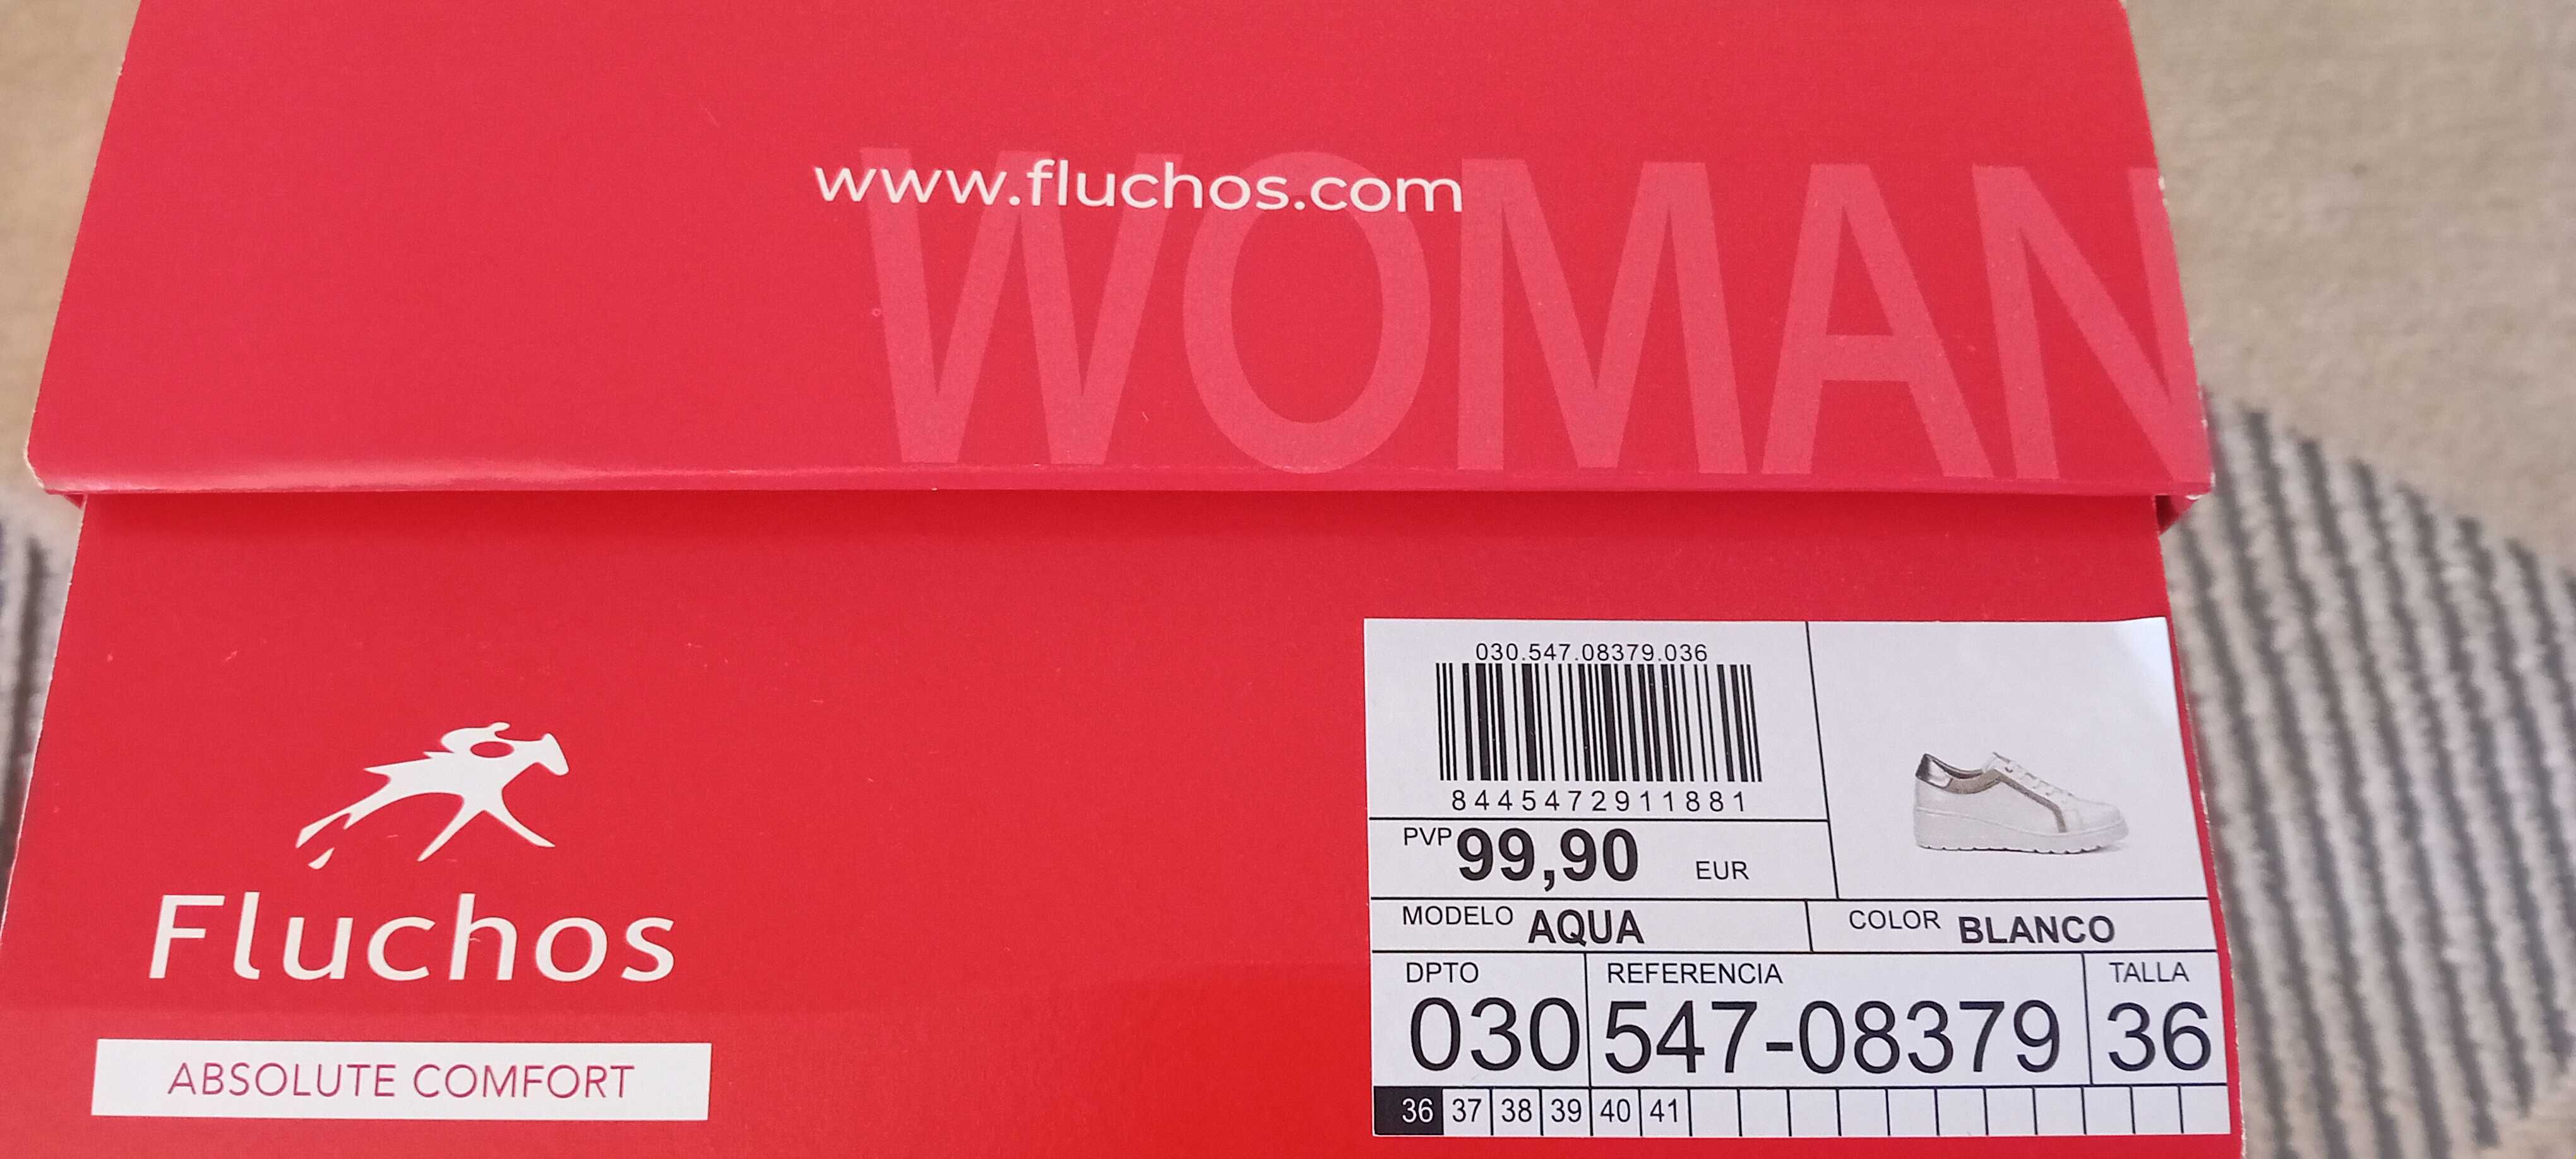 www.fluchos.com
WOMAN
Fluchos
ABSOLUTE COMFORT
030.547.08379.036
8445472911881
PVP 99,90 EUR
MODELO AQUA COLOR BLANCO
DPTO REFERENCIA TALLA
030 547-08379 36
36 37 38 39 40 41